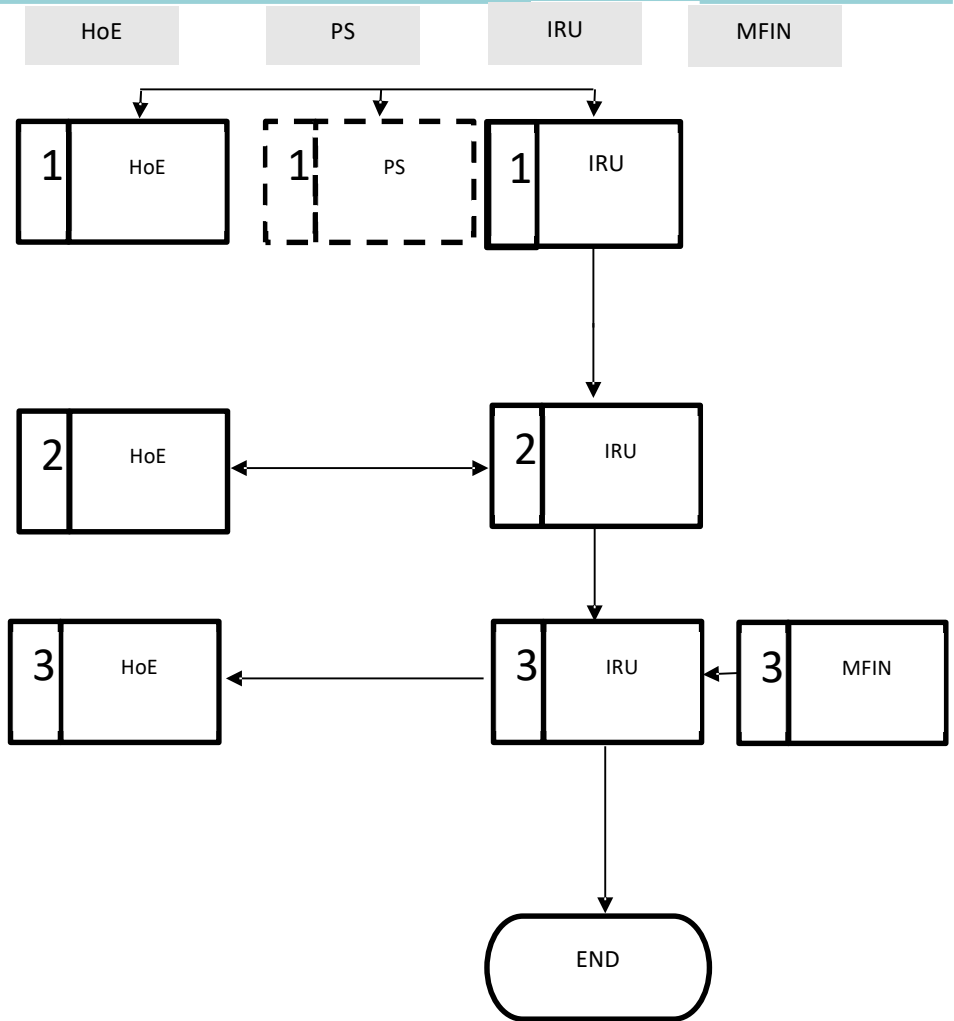 HoE PS IRU MFIN
1 HoE 1 PS 1 IRU
2 HoE 2 IRU
3 HoE 3 IRU 3 MFIN
END